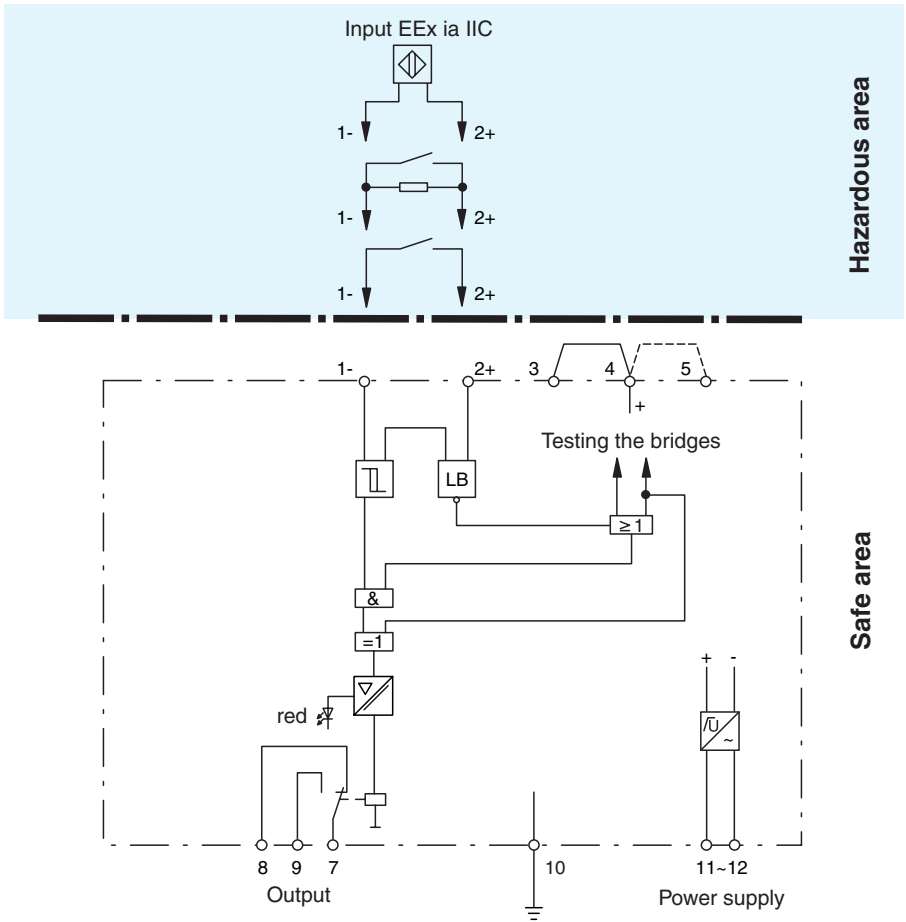 Input EEx ia IIC
1- 2+
1- 2+
1- 2+
Hazardous area
1- 2+ 3 4 5
+
Testing the bridges
LB
≥1
&
=1
Safe area
+ -
red
U
~
8 9 7 10 11~12
Output Power supply